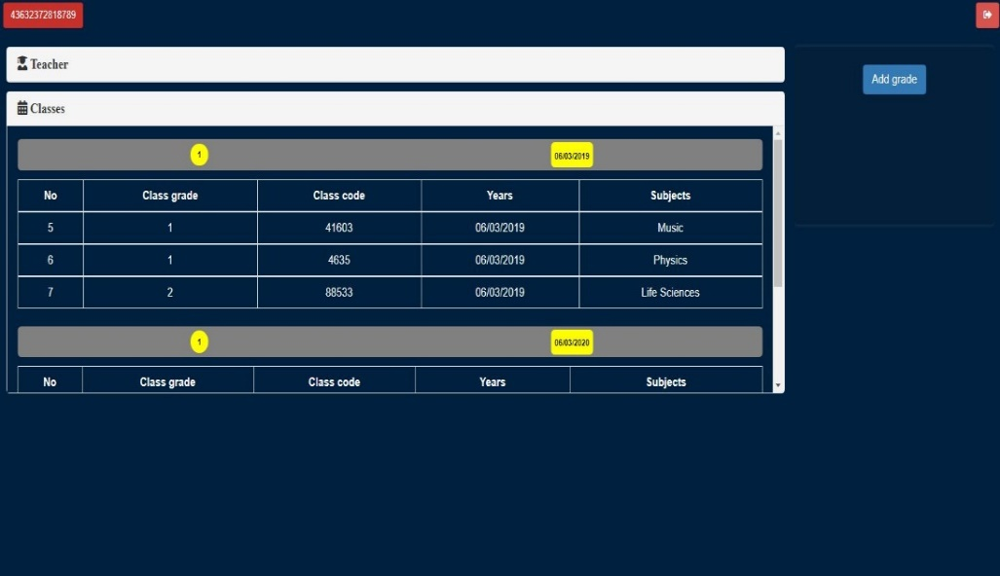 43632372818789
Teacher
Add grade
Classes
1 06/03/2019
No Class grade Class code Years Subjects
5 1 41603 06/03/2019 Music
6 1 4635 06/03/2019 Physics
7 2 88533 06/03/2019 Life Sciences
1 06/03/2020
No Class grade Class code Years Subjects